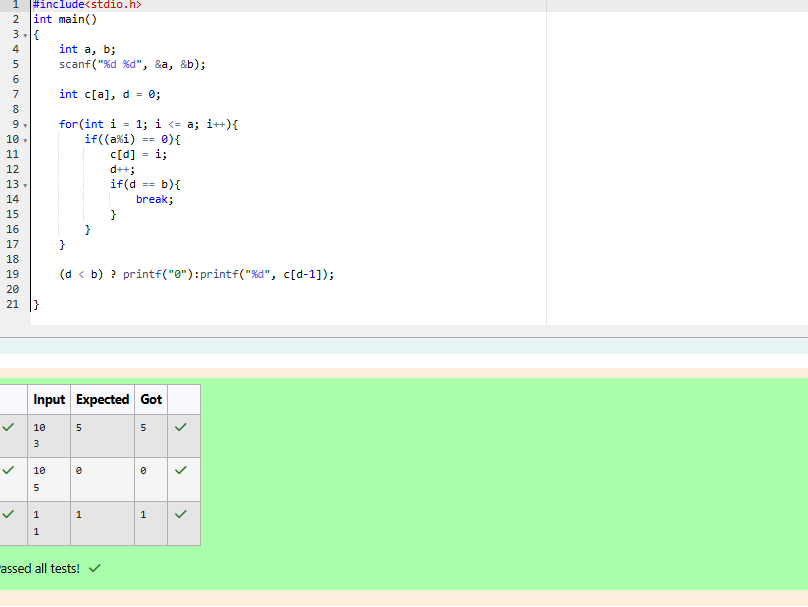 1 #include<stdio.h>
2 int main()
3 {
4     int a, b;
5     scanf("%d %d", &a, &b);
6
7     int c[a], d = 0;
8
9     for(int i = 1; i <= a; i++){
10         if((a%i) == 0){
11             c[d] = i;
12             d++;
13             if(d == b){
14                 break;
15             }
16         }
17     }
18
19     (d < b) ? printf("0"):printf("%d", c[d-1]);
20
21 }
Input Expected Got
10 5 5
3
10 0 0
5
1 1 1
1
assed all tests!